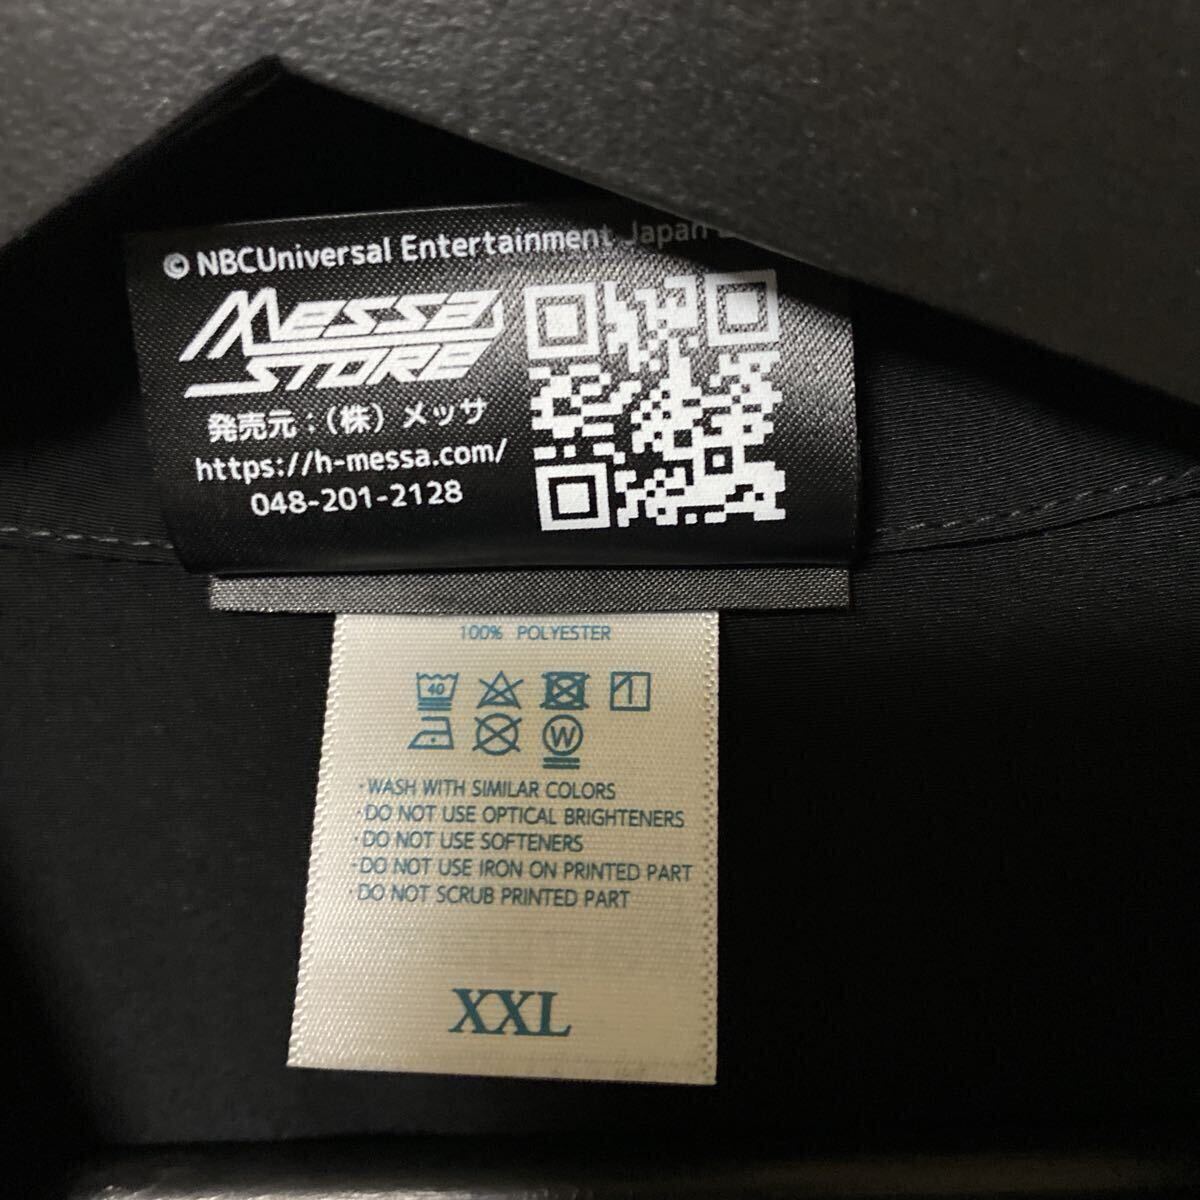 © NBCUniversal Entertainment Japan
Messa
STORE
発売元：（株）メッサ
https://h-messa.com/
048-201-2128
100% POLYESTER
40
W
・WASH WITH SIMILAR COLORS
・DO NOT USE OPTICAL BRIGHTENERS
・DO NOT USE SOFTENERS
・DO NOT USE IRON ON PRINTED PART
・DO NOT SCRUB PRINTED PART
XXL